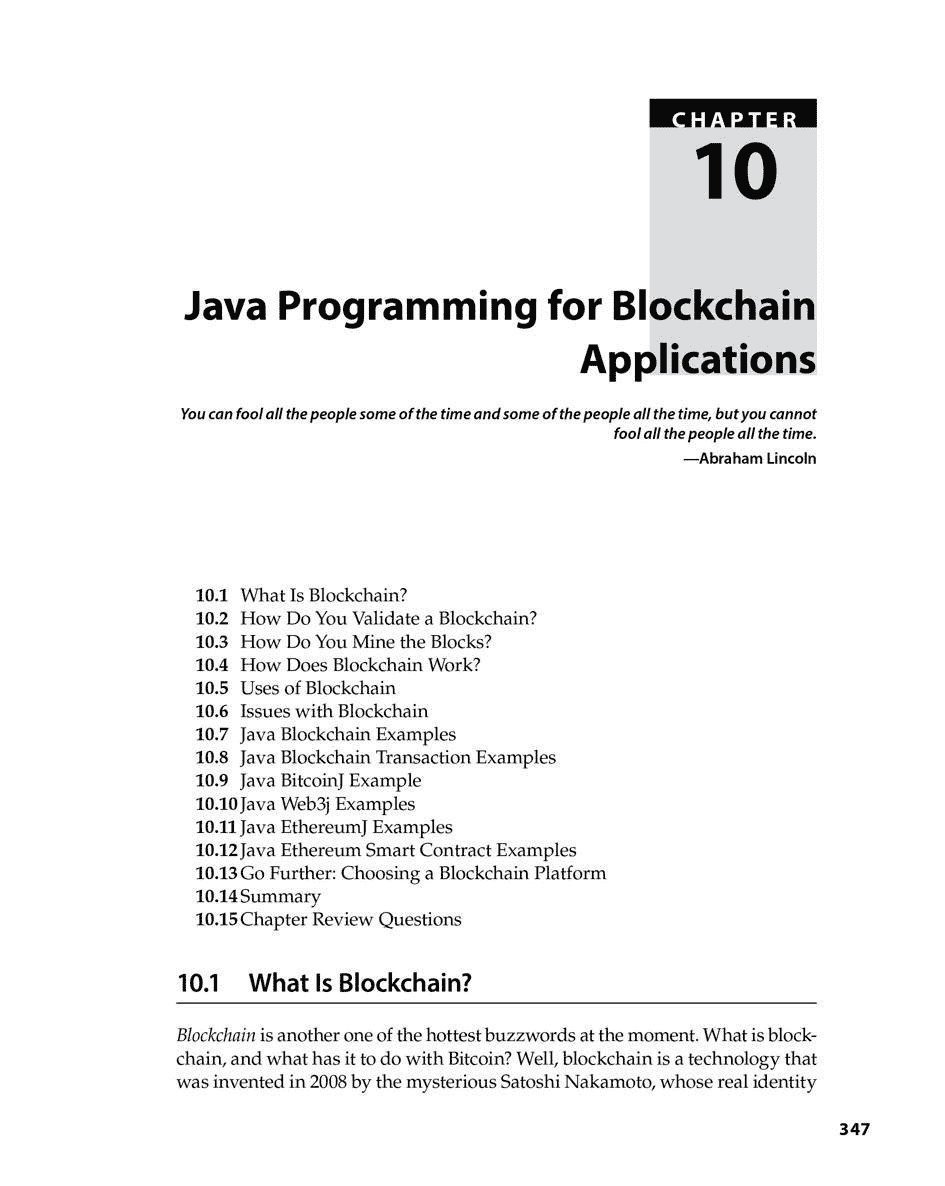 CHAPTER
10
Java Programming for Blockchain
Applications
You can fool all the people some of the time and some of the people all the time, but you cannot
fool all the people all the time.
—Abraham Lincoln
10.1 What Is Blockchain?
10.2 How Do You Validate a Blockchain?
10.3 How Do You Mine the Blocks?
10.4 How Does Blockchain Work?
10.5 Uses of Blockchain
10.6 Issues with Blockchain
10.7 Java Blockchain Examples
10.8 Java Blockchain Transaction Examples
10.9 Java BitcoinJ Example
10.10 Java Web3j Examples
10.11 Java EthereumJ Examples
10.12 Java Ethereum Smart Contract Examples
10.13 Go Further: Choosing a Blockchain Platform
10.14 Summary
10.15 Chapter Review Questions
10.1 What Is Blockchain?
Blockchain is another one of the hottest buzzwords at the moment. What is block-
chain, and what has it to do with Bitcoin? Well, blockchain is a technology that
was invented in 2008 by the mysterious Satoshi Nakamoto, whose real identity
347